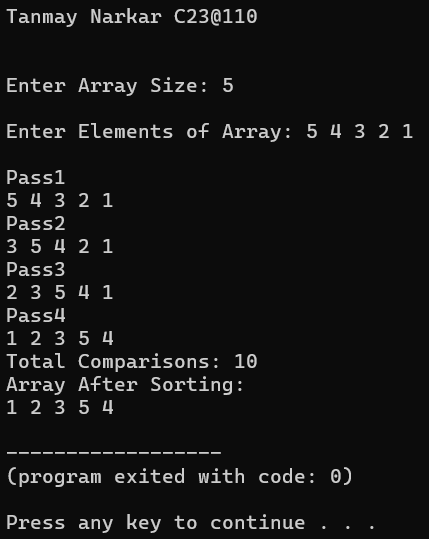 Tanmay Narkar C23@110
Enter Array Size: 5
Enter Elements of Array: 5 4 3 2 1
Pass1
5 4 3 2 1
Pass2
3 5 4 2 1
Pass3
2 3 5 4 1
Pass4
1 2 3 5 4
Total Comparisons: 10
Array After Sorting:
1 2 3 5 4
------------------
(program exited with code: 0)
Press any key to continue . . .